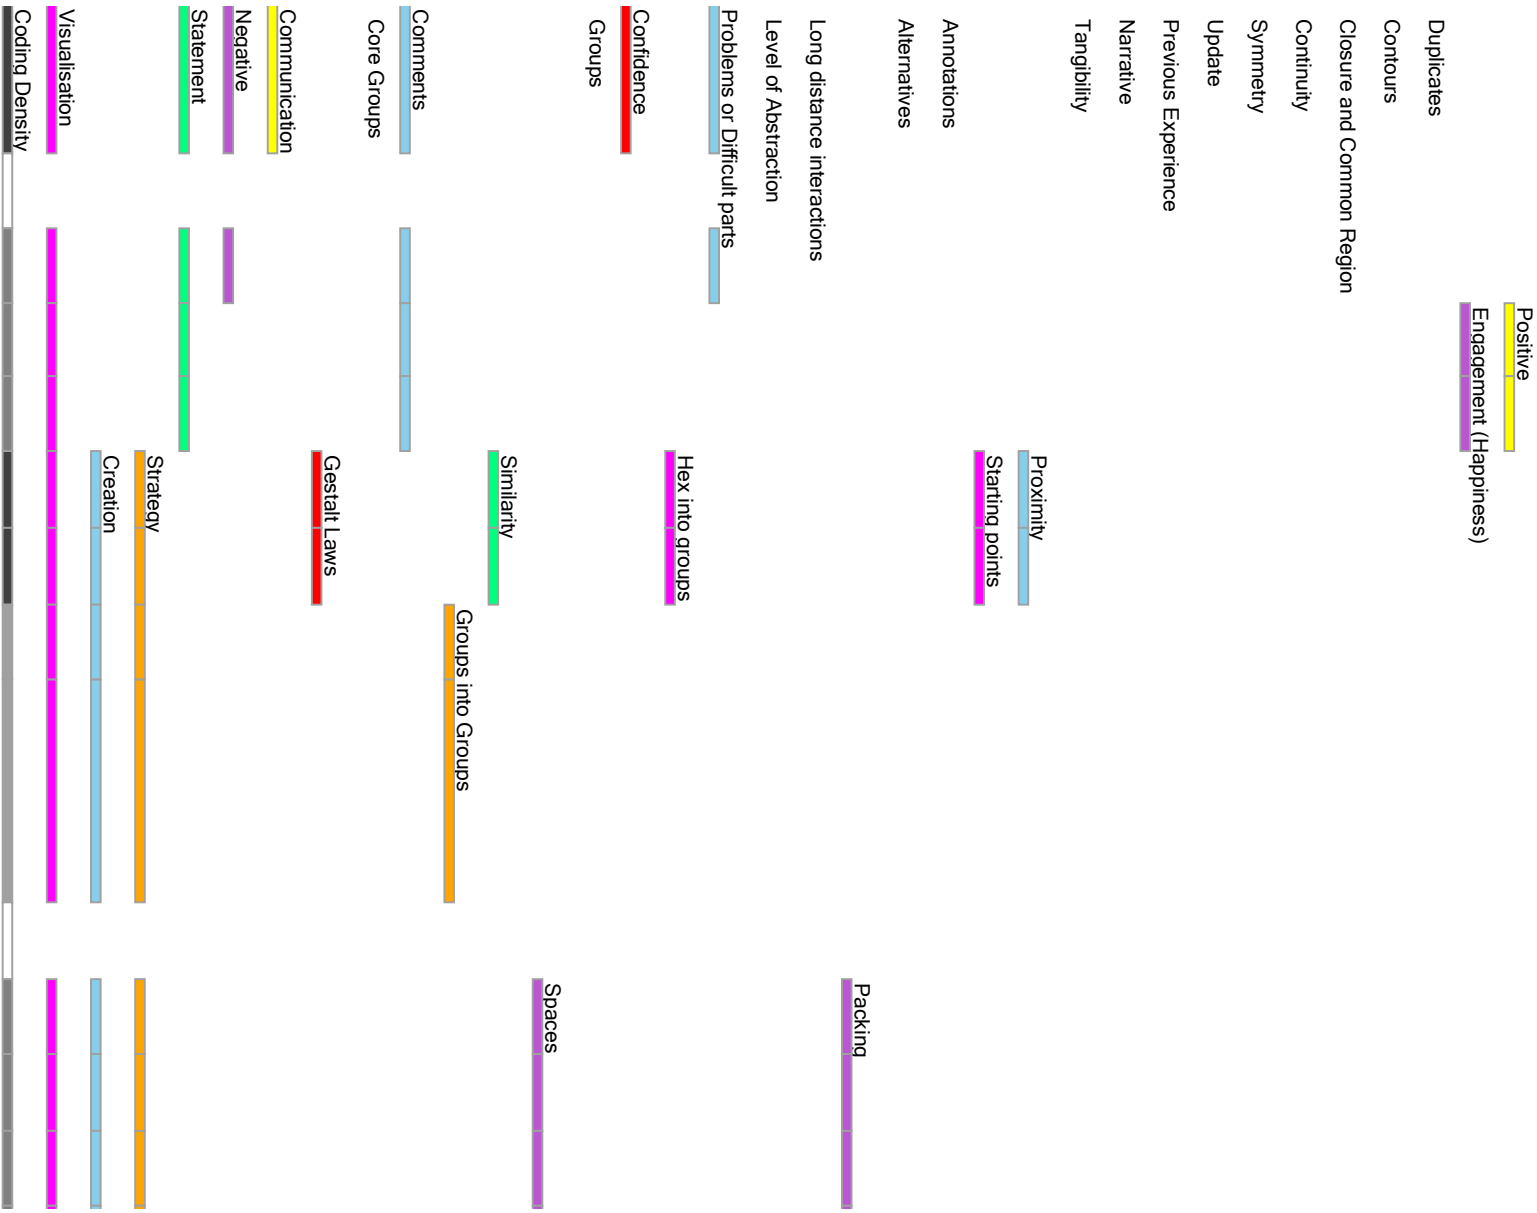 Positive
Engagement (Happiness)
Duplicates
Contours
Closure and Common Region
Continuity
Symmetry
Update
Previous Experience
Narrative
Tangibility
Proximity
Starting points
Annotations
Alternatives
Packing
Long distance interactions
Level of Abstraction
Problems or Difficult parts
Hex into groups
Confidence
Groups
Spaces
Similarity
Groups into Groups
Comments
Core Groups
Gestalt Laws
Communication
Negative
Statement
Strategy
Creation
Visualisation
Coding Density